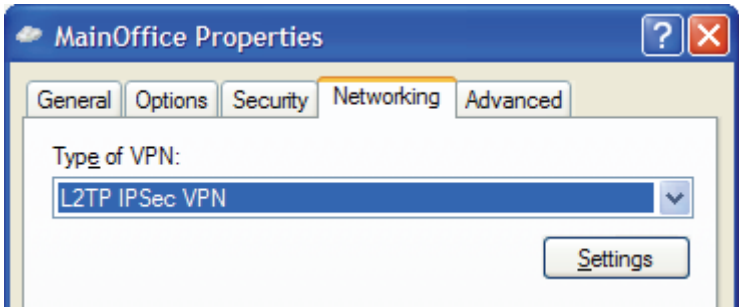 MainOffice Properties
General Options Security Networking Advanced
Type of VPN:
L2TP IPSec VPN
Settings